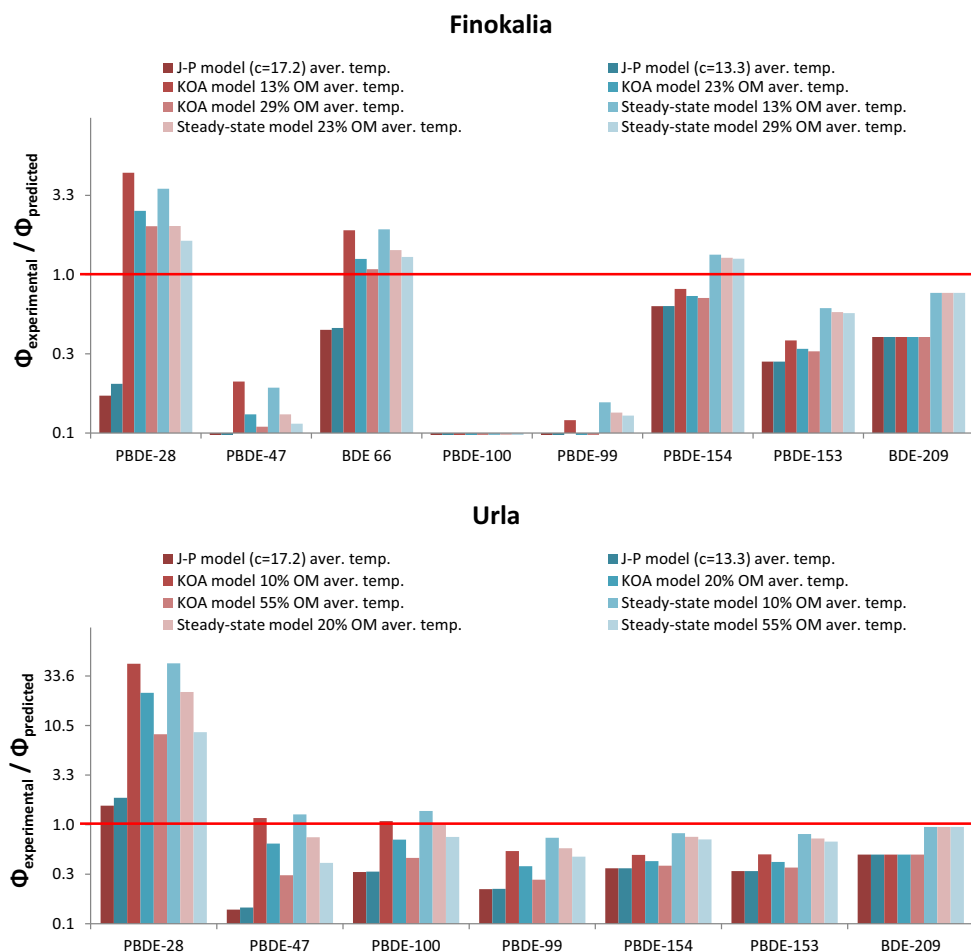 Finokalia
J-P model (c=17.2) aver. temp.
J-P model (c=13.3) aver. temp.
KOA model 13% OM aver. temp.
KOA model 23% OM aver. temp.
KOA model 29% OM aver. temp.
Steady-state model 13% OM aver. temp.
Steady-state model 23% OM aver. temp.
Steady-state model 29% OM aver. temp.
Φexperimental / Φpredicted
3.3
1.0
0.3
0.1
PBDE-28 PBDE-47 BDE 66 PBDE-100 PBDE-99 PBDE-154 PBDE-153 BDE-209
Urla
J-P model (c=17.2) aver. temp.
J-P model (c=13.3) aver. temp.
KOA model 10% OM aver. temp.
KOA model 20% OM aver. temp.
KOA model 55% OM aver. temp.
Steady-state model 10% OM aver. temp.
Steady-state model 20% OM aver. temp.
Steady-state model 55% OM aver. temp.
Φexperimental / Φpredicted
33.6
10.5
3.3
1.0
0.3
0.1
PBDE-28 PBDE-47 PBDE-100 PBDE-99 PBDE-154 PBDE-153 BDE-209